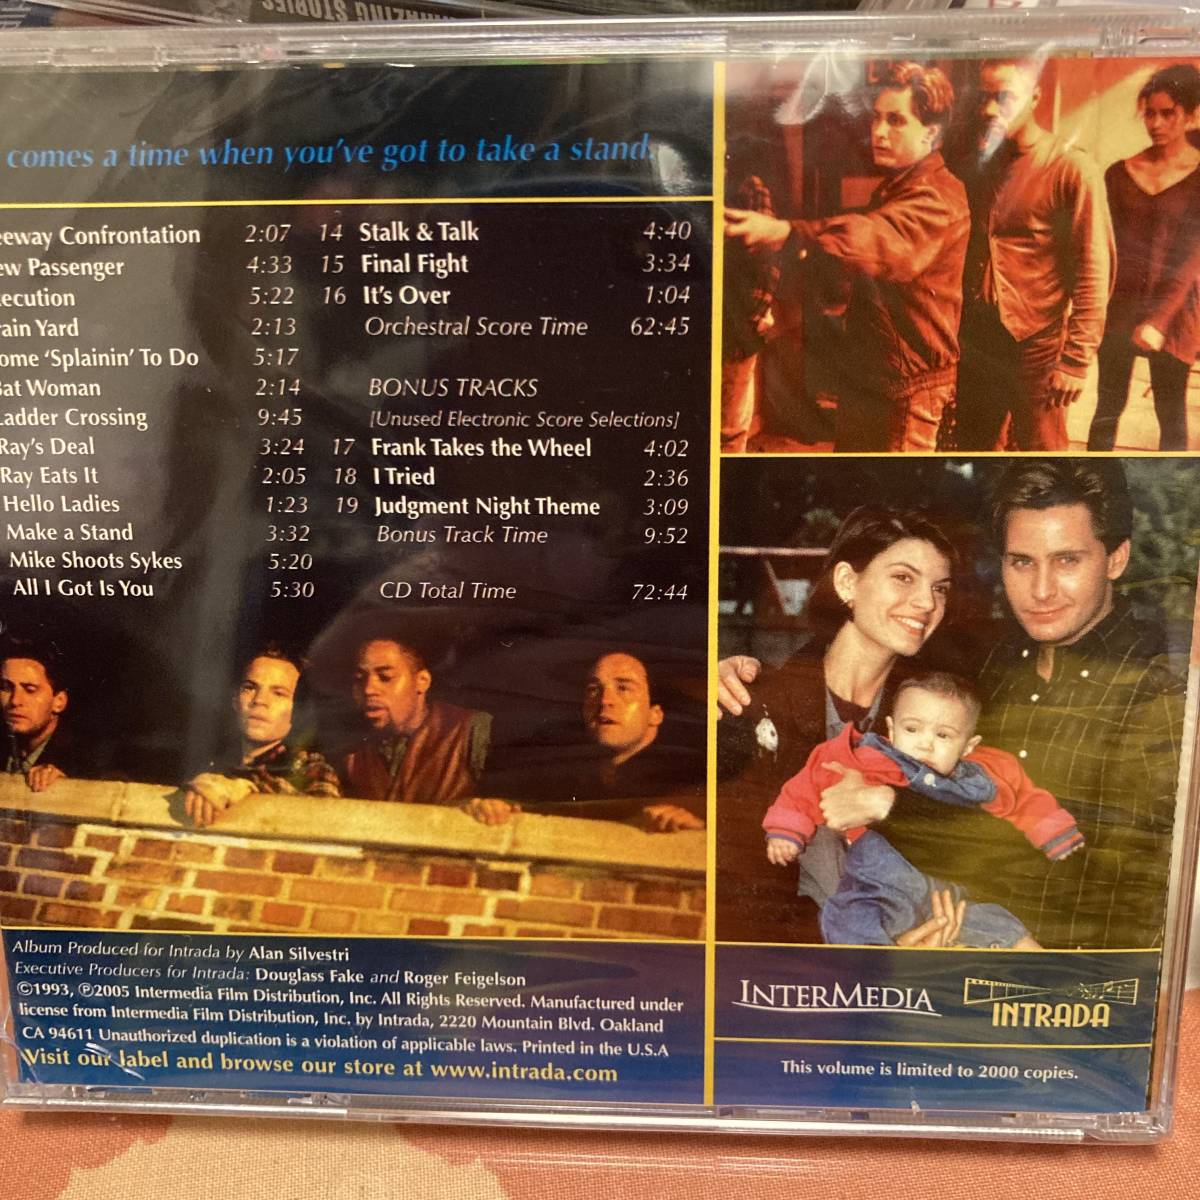 AMAZING STORIES
comes a time when you've got to take a stand.
eeway Confrontation 2:07
ew Passenger 4:33
ecution 5:22
ain Yard 2:13
ome 'Splainin' To Do 5:17
Bat Woman 2:14
Ladder Crossing 9:45
Ray's Deal 3:24
Ray Eats It 2:05
Hello Ladies 1:23
Make a Stand 3:32
Mike Shoots Sykes 5:20
All I Got Is You 5:30
14 Stalk & Talk 4:40
15 Final Fight 3:34
16 It's Over 1:04
Orchestral Score Time 62:45
BONUS TRACKS
[Unused Electronic Score Selections]
17 Frank Takes the Wheel 4:02
18 I Tried 2:36
19 Judgment Night Theme 3:09
Bonus Track Time 9:52
CD Total Time 72:44
Album Produced for Intrada by Alan Silvestri
Executive Producers for Intrada: Douglass Fake and Roger Feigelson
©1993, ℗2005 Intermedia Film Distribution, Inc. All Rights Reserved. Manufactured under
license from Intermedia Film Distribution, Inc. by Intrada, 2220 Mountain Blvd. Oakland
CA 94611 Unauthorized duplication is a violation of applicable laws. Printed in the U.S.A
Visit our label and browse our store at www.intrada.com
INTERMEDIA
INTRADA
This volume is limited to 2000 copies.